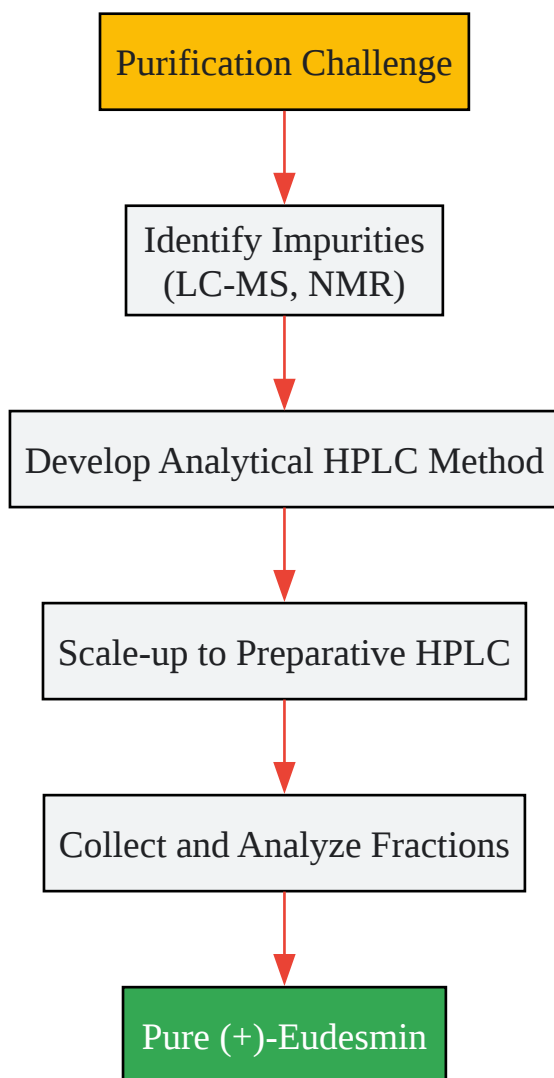 Purification Challenge
Identify Impurities
(LC-MS, NMR)
Develop Analytical HPLC Method
Scale-up to Preparative HPLC
Collect and Analyze Fractions
Pure (+)-Eudesmin